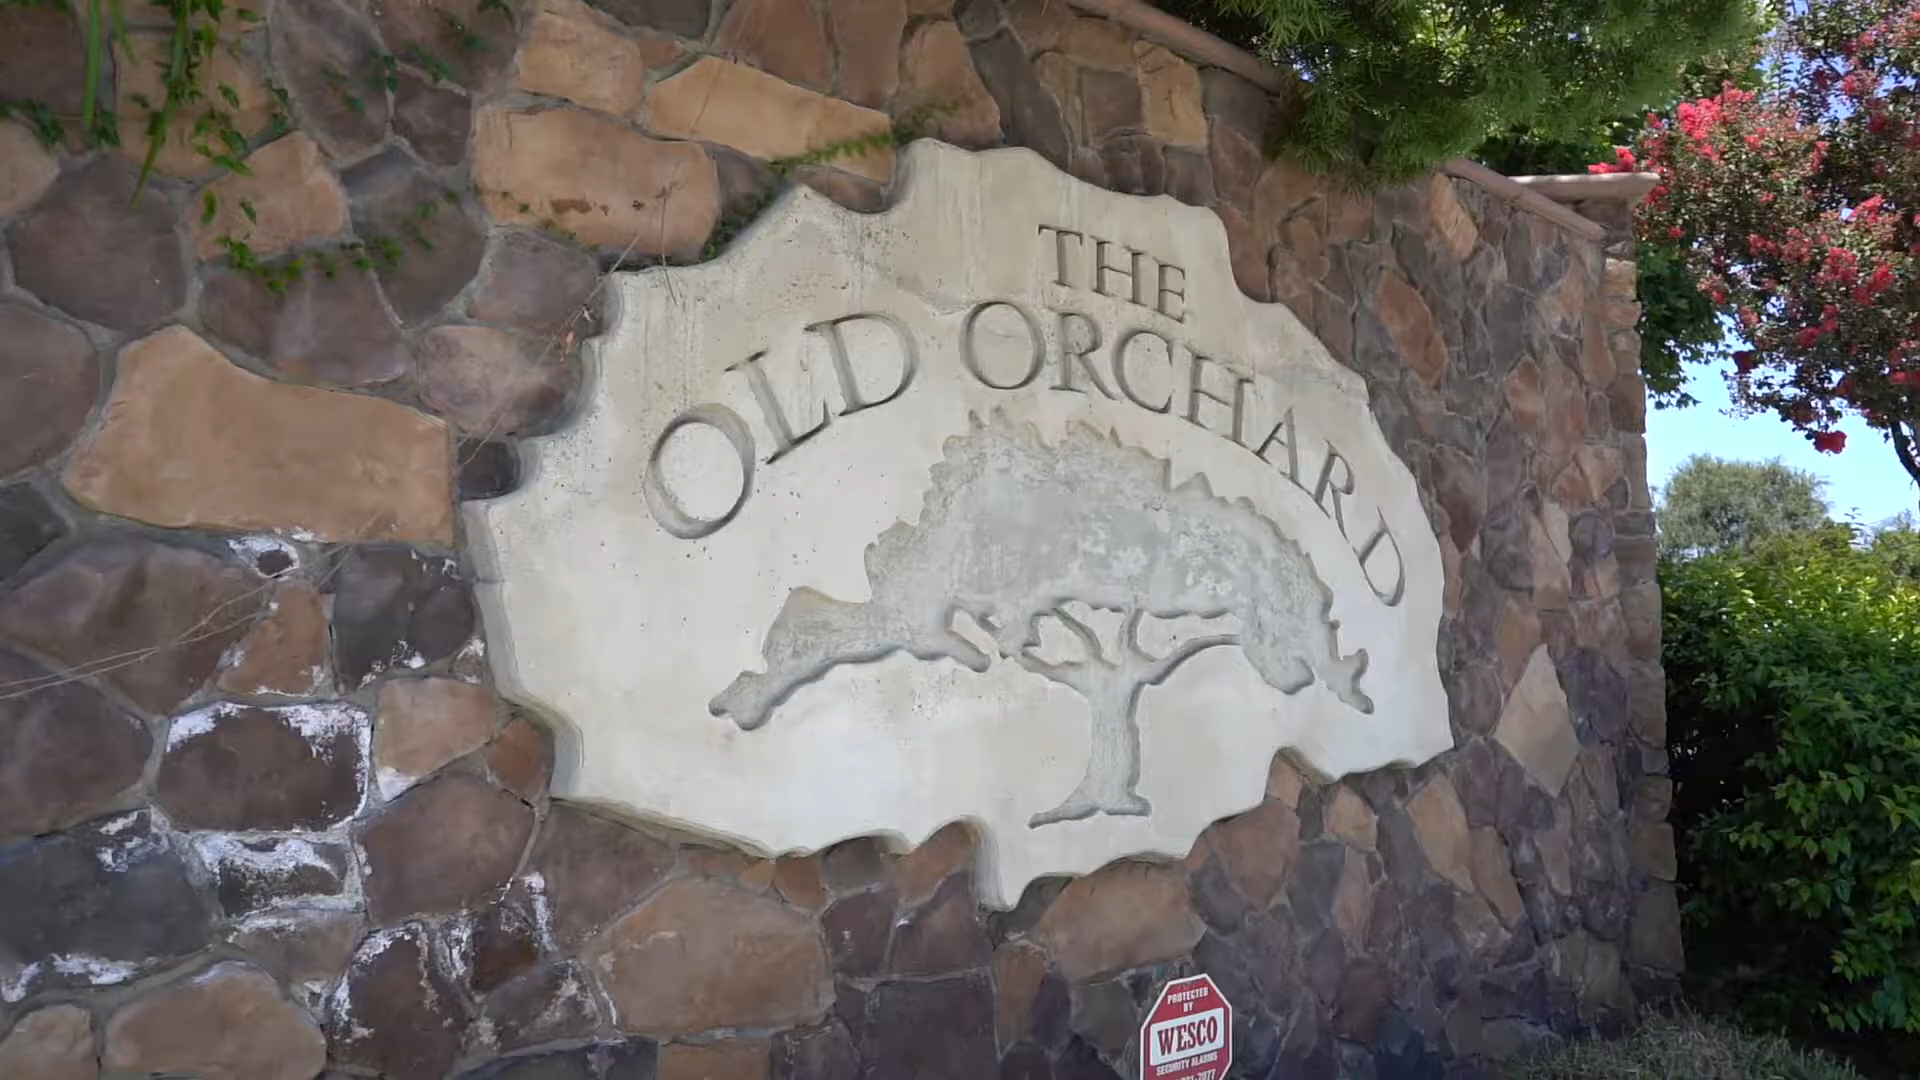 THE
OLD ORCHARD
PROTECTED
BY
WESCO
SECURITY ALARMS